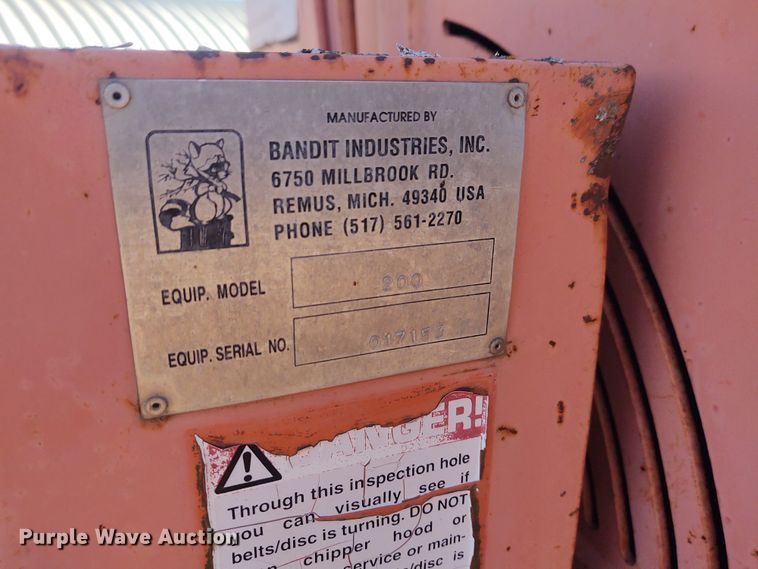 MANUFACTURED BY
BANDIT INDUSTRIES, INC.
6750 MILLBROOK RD.
REMUS, MICH. 49340 USA
PHONE (517) 561-2270
EQUIP. MODEL 200
EQUIP. SERIAL NO. 017153
DANGER!
Through this inspection hole
you can visually see if
belts/disc is turning. DO NOT
chipper hood or
service or main-
disc is
Purple Wave Auction